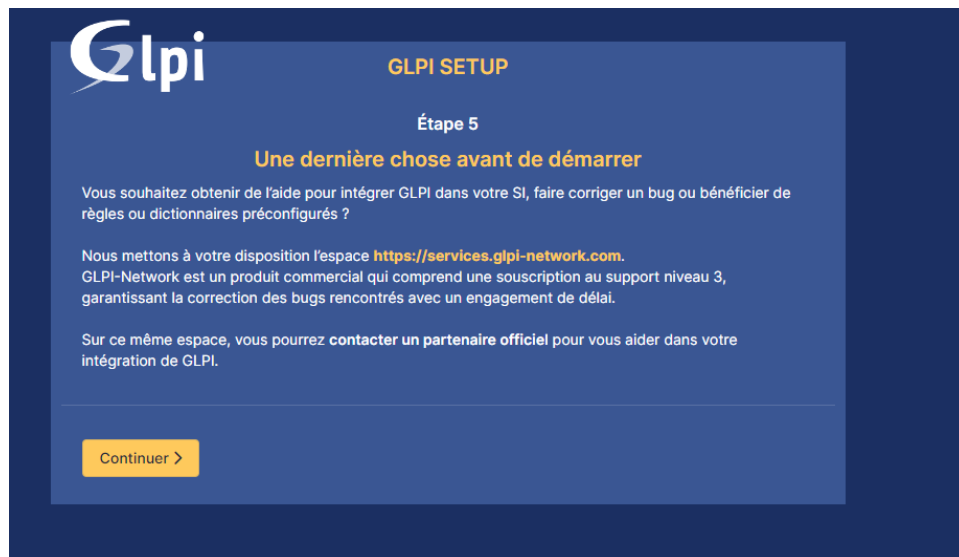 Glpi
GLPI SETUP
Étape 5
Une dernière chose avant de démarrer
Vous souhaitez obtenir de l'aide pour intégrer GLPI dans votre SI, faire corriger un bug ou bénéficier de
règles ou dictionnaires préconfigurés ?
Nous mettons à votre disposition l'espace https://services.glpi-network.com.
GLPI-Network est un produit commercial qui comprend une souscription au support niveau 3,
garantissant la correction des bugs rencontrés avec un engagement de délai.
Sur ce même espace, vous pourrez contacter un partenaire officiel pour vous aider dans votre
intégration de GLPI.
Continuer >